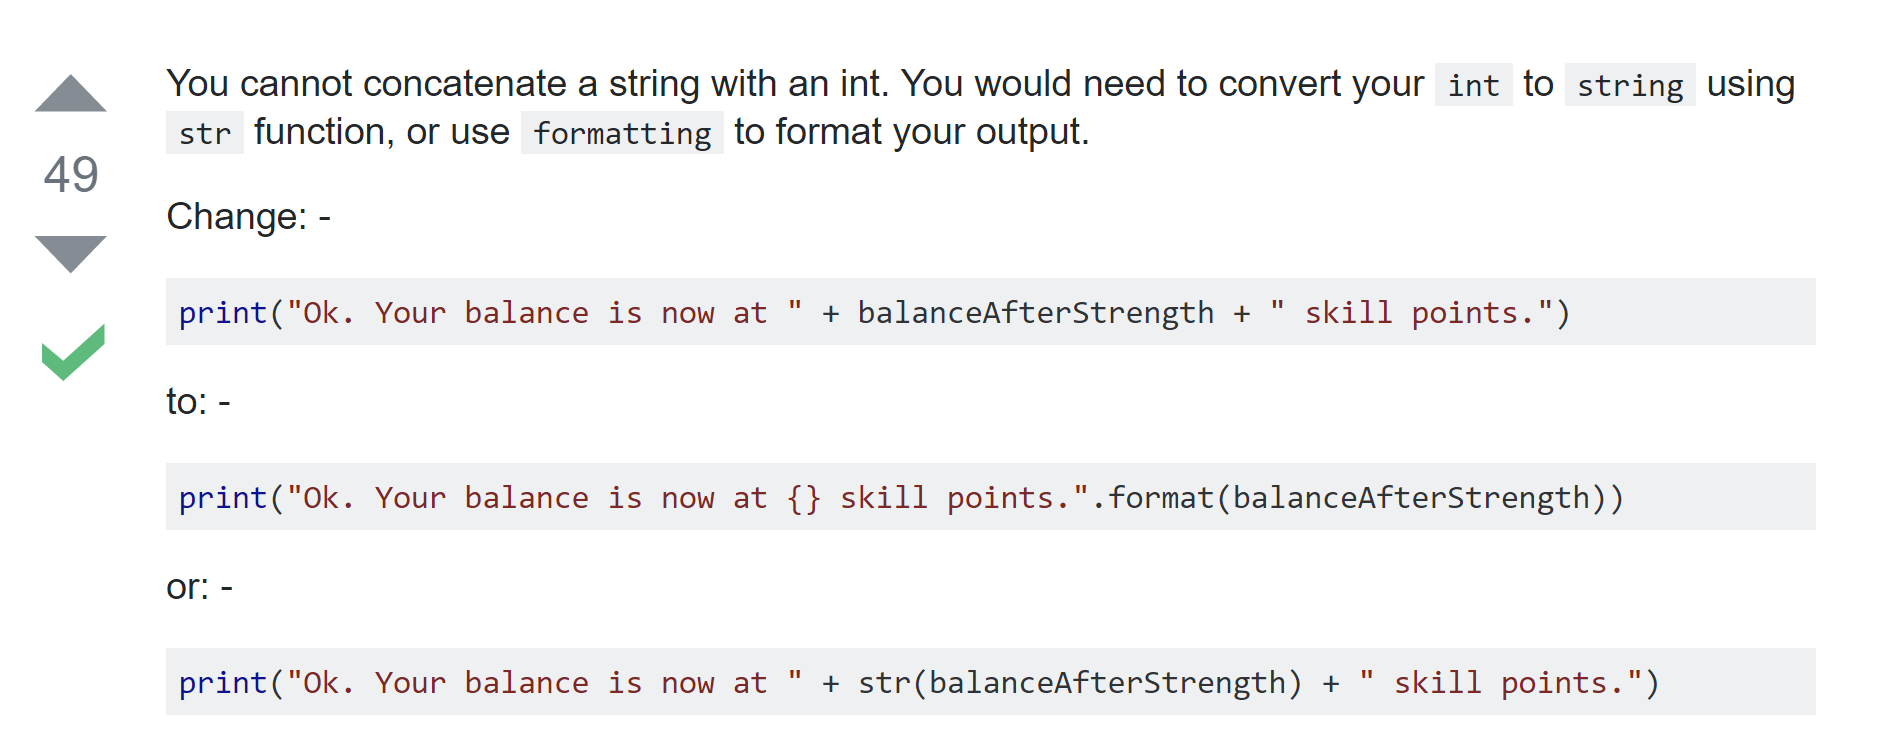 You cannot concatenate a string with an int. You would need to convert your int to string using
str function, or use formatting to format your output.
49
Change: -
print("Ok. Your balance is now at " + balanceAfterStrength + " skill points.")
to: -
print("Ok. Your balance is now at {} skill points.".format(balanceAfterStrength))
or: -
print("Ok. Your balance is now at " + str(balanceAfterStrength) + " skill points.")